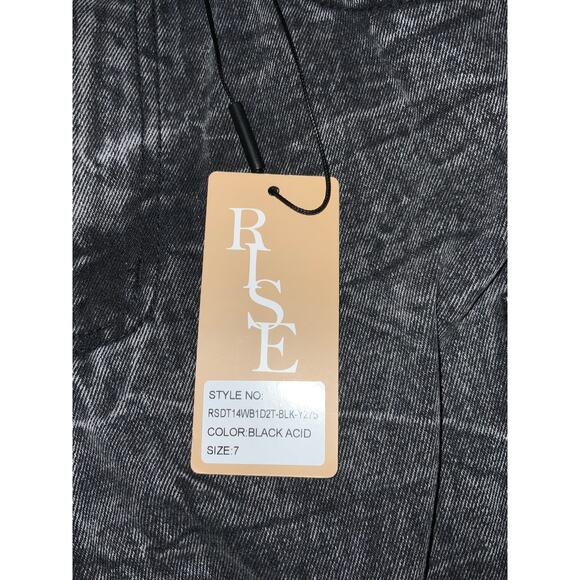 RISE
STYLE NO:
RSDT14WB1D2T-BLK-Y275
COLOR:BLACK ACID
SIZE:7